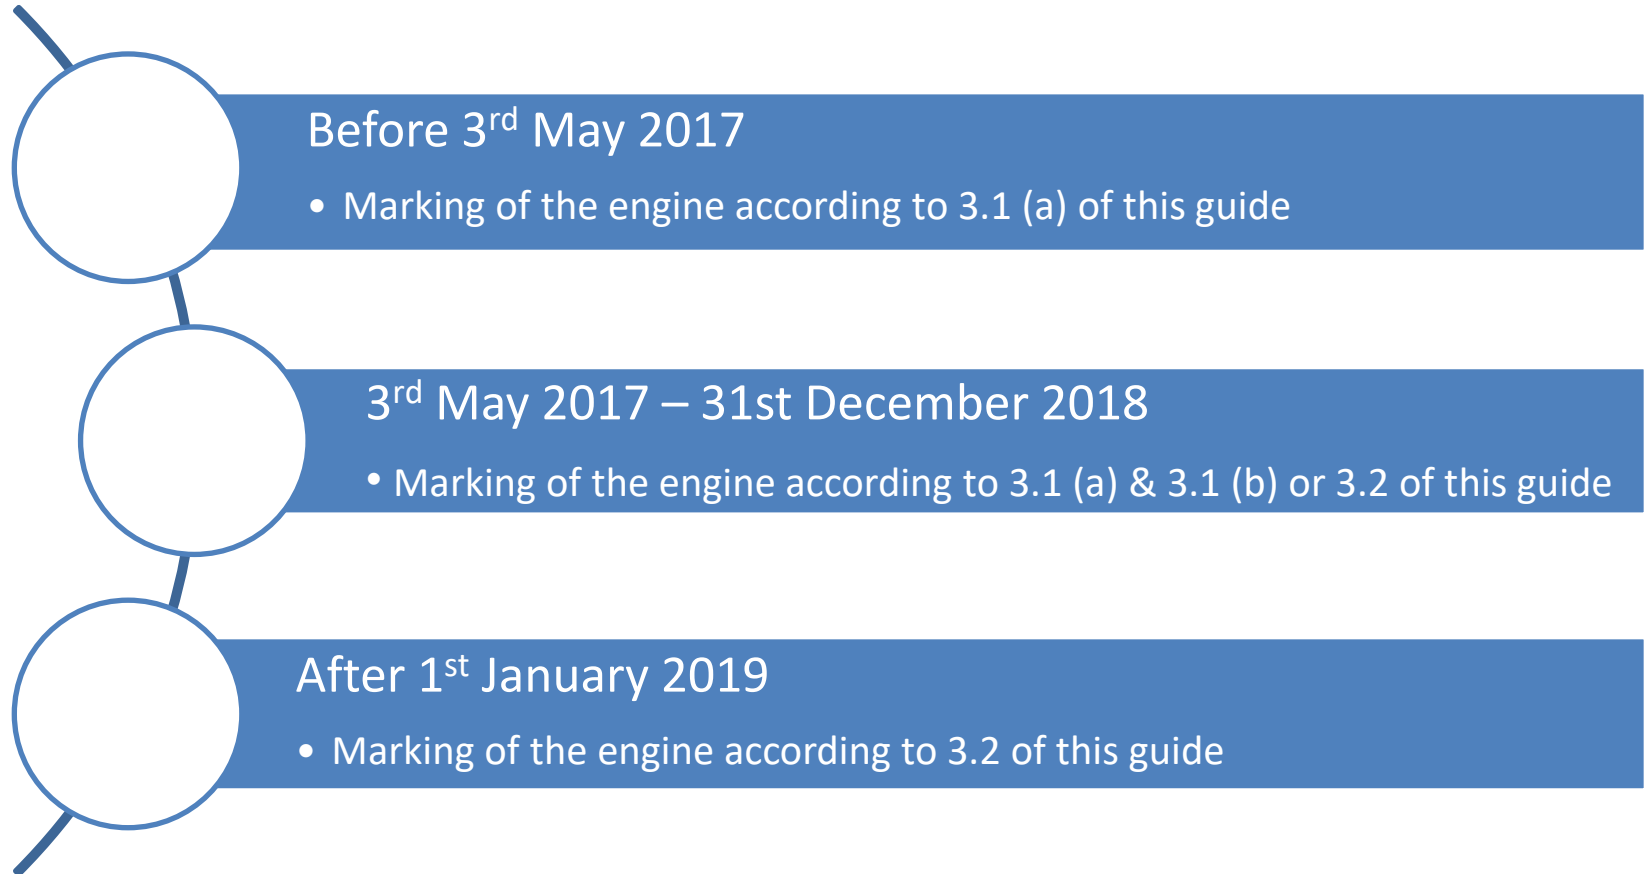 Before 3rd May 2017
• Marking of the engine according to 3.1 (a) of this guide
3rd May 2017 – 31st December 2018
• Marking of the engine according to 3.1 (a) & 3.1 (b) or 3.2 of this guide
After 1st January 2019
• Marking of the engine according to 3.2 of this guide